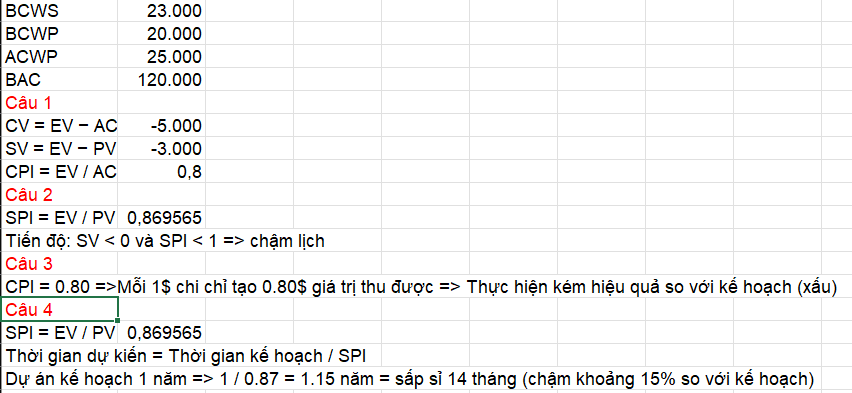 BCWS 23.000
BCWP 20.000
ACWP 25.000
BAC 120.000
Câu 1
CV = EV − AC -5.000
SV = EV − PV -3.000
CPI = EV / AC 0,8
Câu 2
SPI = EV / PV 0,869565
Tiến độ: SV < 0 và SPI < 1 => chậm lịch
Câu 3
CPI = 0.80 =>Mỗi 1$ chi chỉ tạo 0.80$ giá trị thu được => Thực hiện kém hiệu quả so với kế hoạch (xấu)
Câu 4
SPI = EV / PV 0,869565
Thời gian dự kiến = Thời gian kế hoạch / SPI
Dự án kế hoạch 1 năm => 1 / 0.87 = 1.15 năm = sấp sỉ 14 tháng (chậm khoảng 15% so với kế hoạch)